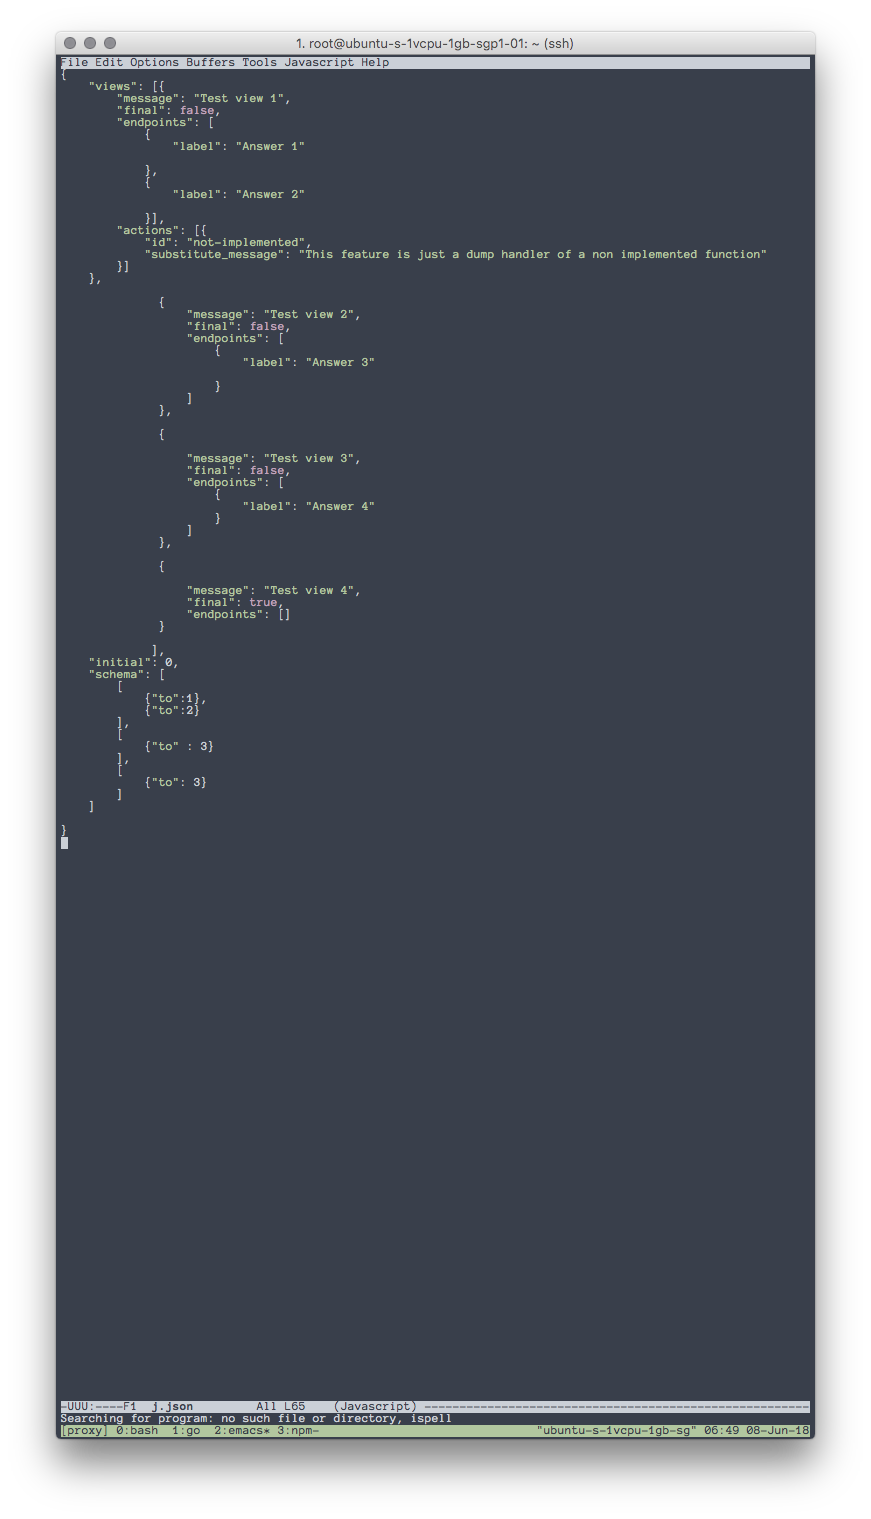 1. root@ubuntu-s-1vcpu-1gb-sgp1-01: ~ (ssh)
File Edit Options Buffers Tools Javascript Help
{
    "views": [{
        "message": "Test view 1",
        "final": false,
        "endpoints": [
            {
                "label": "Answer 1"
            },
            {
                "label": "Answer 2"
            }],
        "actions": [{
            "id": "not-implemented",
            "substitute_message": "This feature is just a dump handler of a non implemented function"
        }]
    },
              {
                  "message": "Test view 2",
                  "final": false,
                  "endpoints": [
                      {
                          "label": "Answer 3"
                      }
                  ]
              },
              {
                  "message": "Test view 3",
                  "final": false,
                  "endpoints": [
                      {
                          "label": "Answer 4"
                      }
                  ]
              },
              {
                  "message": "Test view 4",
                  "final": true,
                  "endpoints": []
              }
             ],
    "initial": 0,
    "schema": [
        [
            {"to":1},
            {"to":2}
        ],
        [
            {"to" : 3}
        ],
        [
            {"to": 3}
        ]
    ]
}
-UUU:----F1  j.json         All L65    (Javascript) -------------------------------------------------------
Searching for program: no such file or directory, ispell
[proxy] 0:bash  1:go  2:emacs* 3:npm-                               "ubuntu-s-1vcpu-1gb-sg" 06:49 08-Jun-18